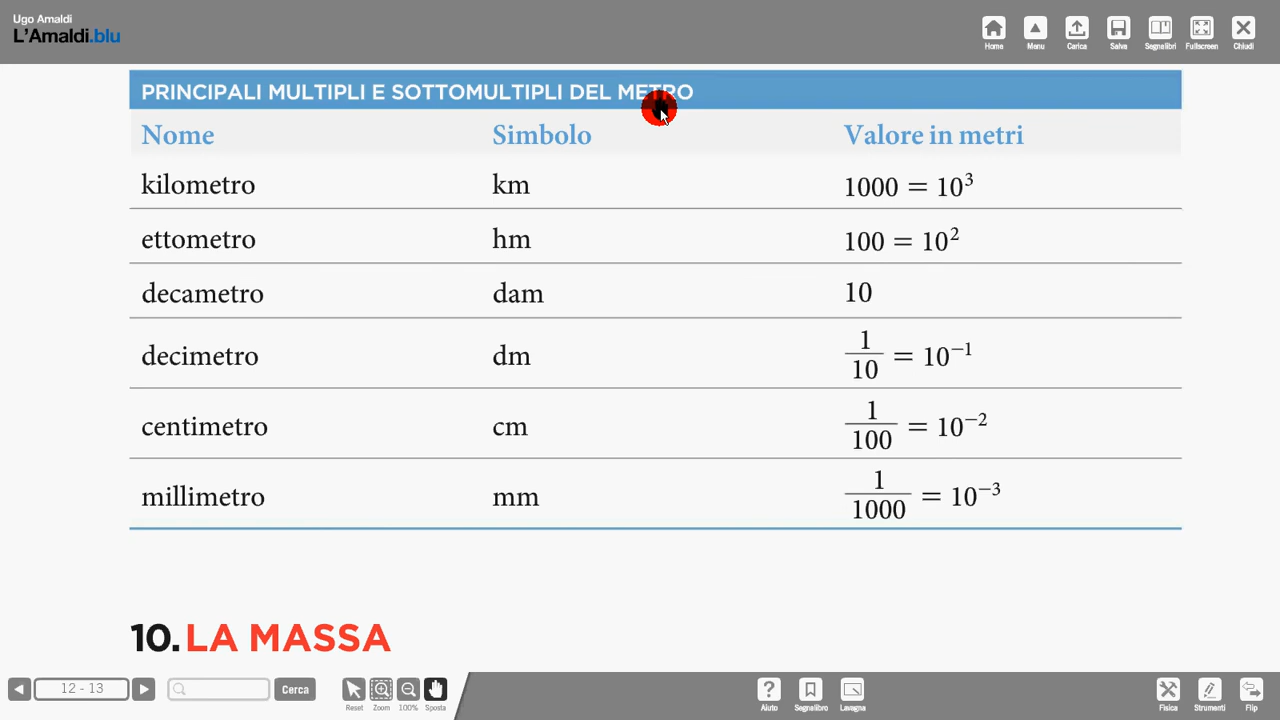 Ugo Amaldi
L'Amaldi.blu
Home Menu Carica Salva Segnalibri Fullscreen Chiudi
PRINCIPALI MULTIPLI E SOTTOMULTIPLI DEL METRO
Nome Simbolo Valore in metri
kilometro km 1000 = 10³
ettometro hm 100 = 10²
decametro dam 10
decimetro dm 1/10 = 10⁻¹
centimetro cm 1/100 = 10⁻²
millimetro mm 1/1000 = 10⁻³
10. LA MASSA
12 - 13 Cerca Reset Zoom 100% Sposta Aiuto Segnalibro Lavagna Fisica Strumenti Flip